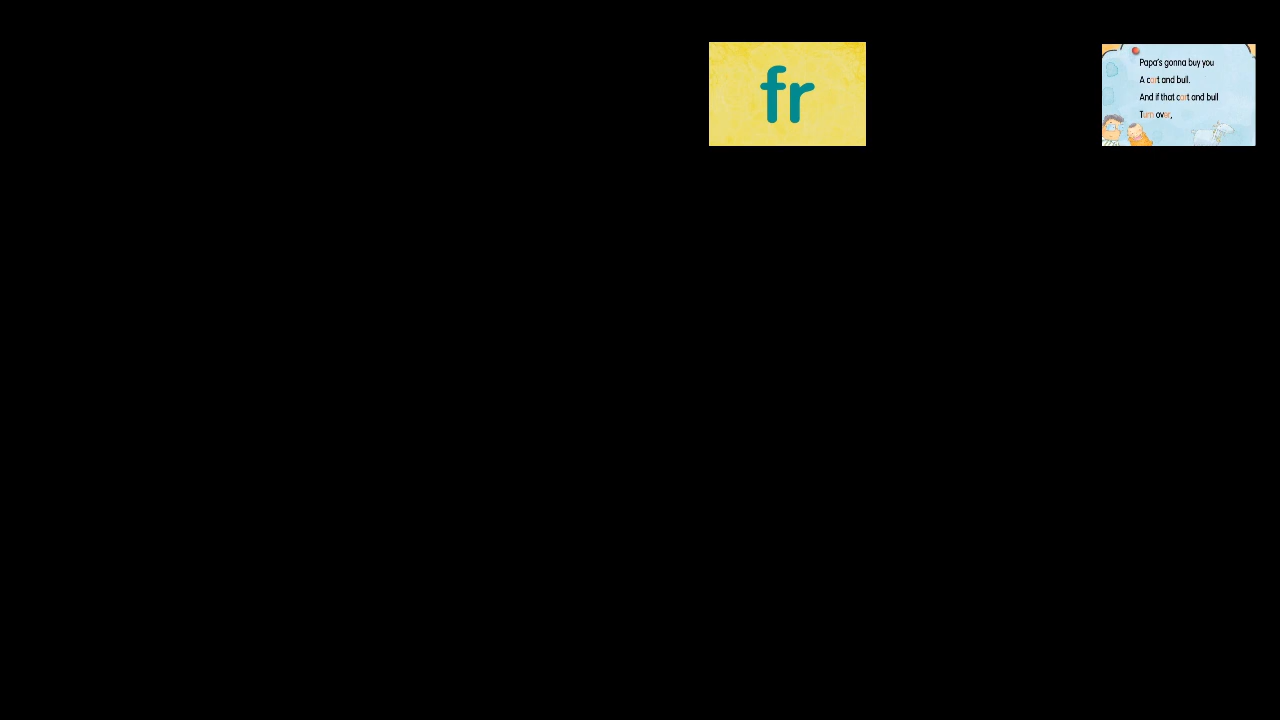 fr
Papa's gonna buy you
A cart and bull.
And if that cart and bull
Turn over,